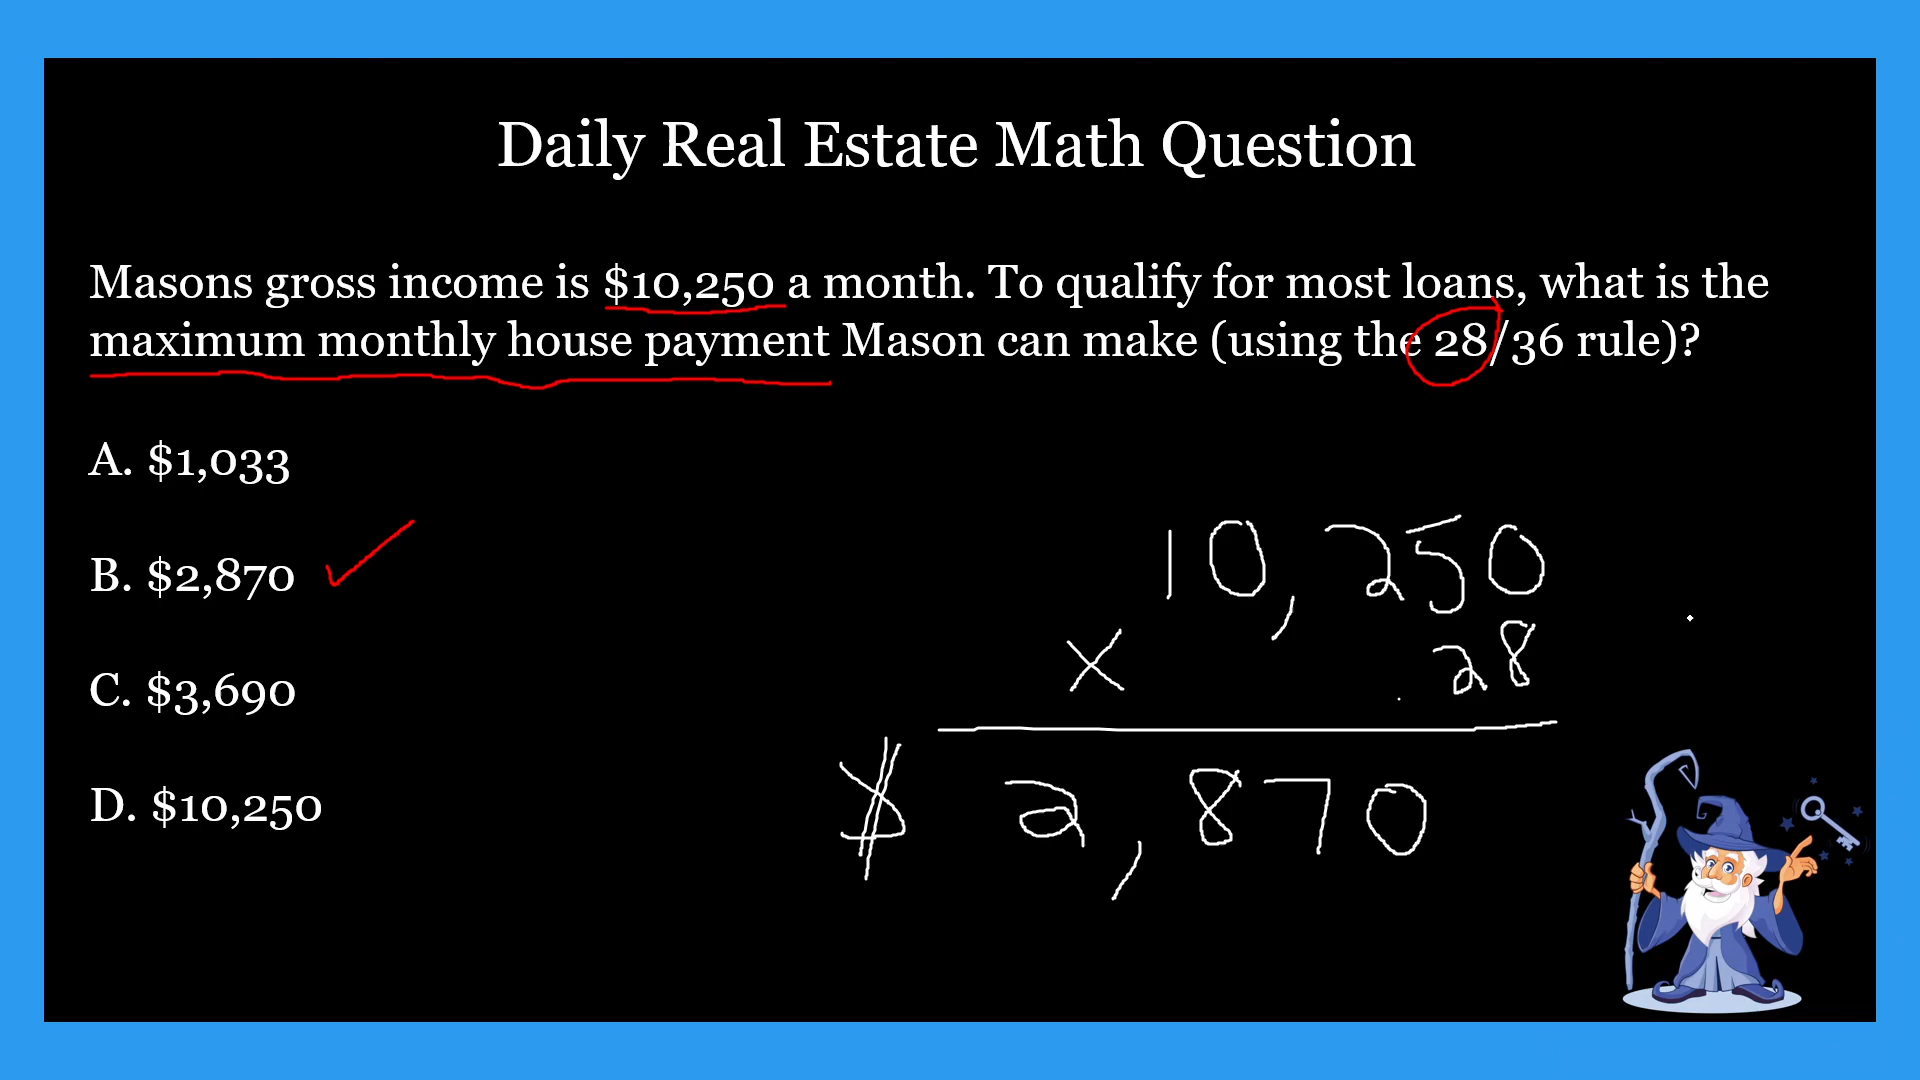 Daily Real Estate Math Question
Masons gross income is $10,250 a month. To qualify for most loans, what is the
maximum monthly house payment Mason can make (using the 28/36 rule)?
A. $1,033
B. $2,870
C. $3,690
D. $10,250
10,250
x .28
$ 2,870